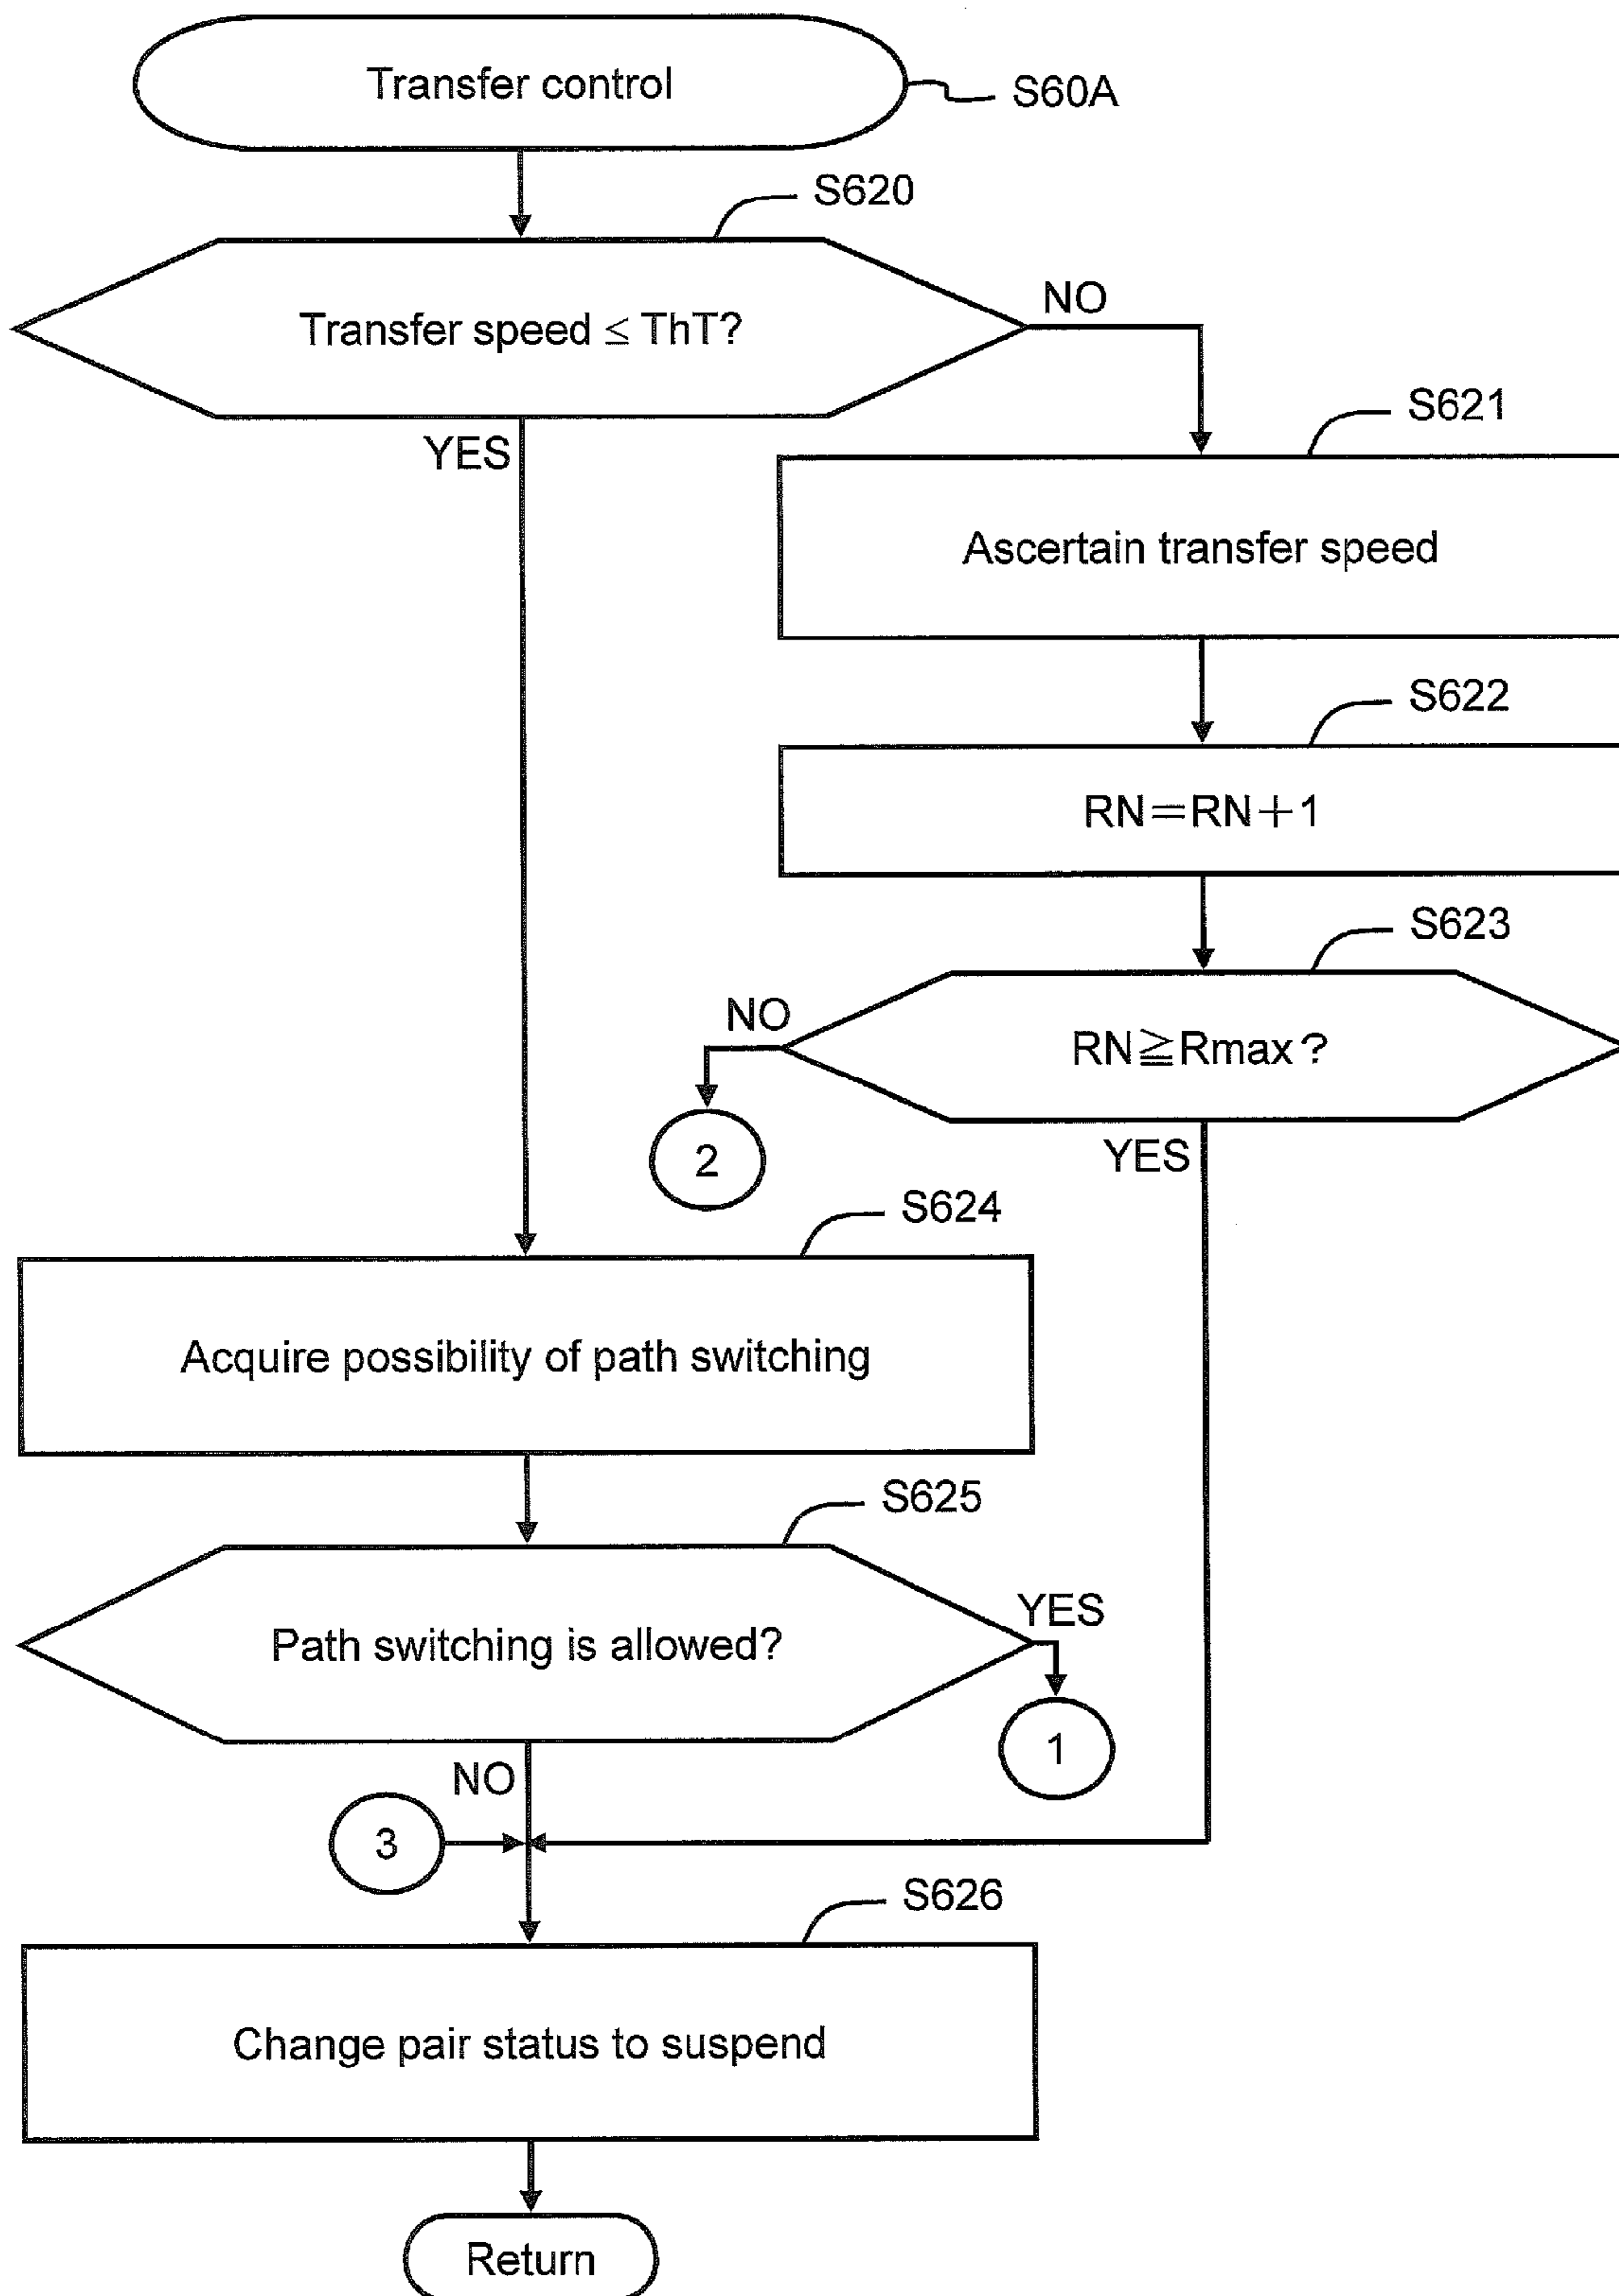 Transfer control
S60A
S620
Transfer speed ≤ ThT?
NO
YES
S621
Ascertain transfer speed
S622
RN=RN+1
S623
RN≧Rmax?
NO
2
YES
S624
Acquire possibility of path switching
S625
Path switching is allowed?
YES
1
NO
3
S626
Change pair status to suspend
Return